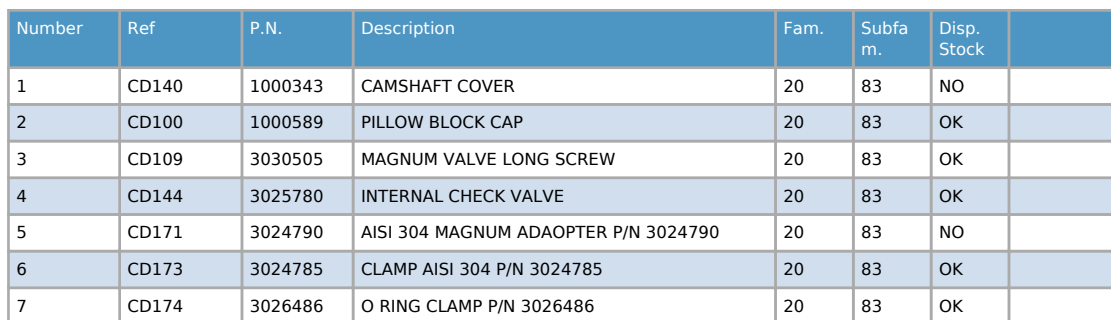 Number Ref P.N. Description Fam. Subfa Disp.
m. Stock
1 CD140 1000343 CAMSHAFT COVER 20 83 NO
2 CD100 1000589 PILLOW BLOCK CAP 20 83 OK
3 CD109 3030505 MAGNUM VALVE LONG SCREW 20 83 OK
4 CD144 3025780 INTERNAL CHECK VALVE 20 83 OK
5 CD171 3024790 AISI 304 MAGNUM ADAOPTER P/N 3024790 20 83 NO
6 CD173 3024785 CLAMP AISI 304 P/N 3024785 20 83 OK
7 CD174 3026486 O RING CLAMP P/N 3026486 20 83 OK